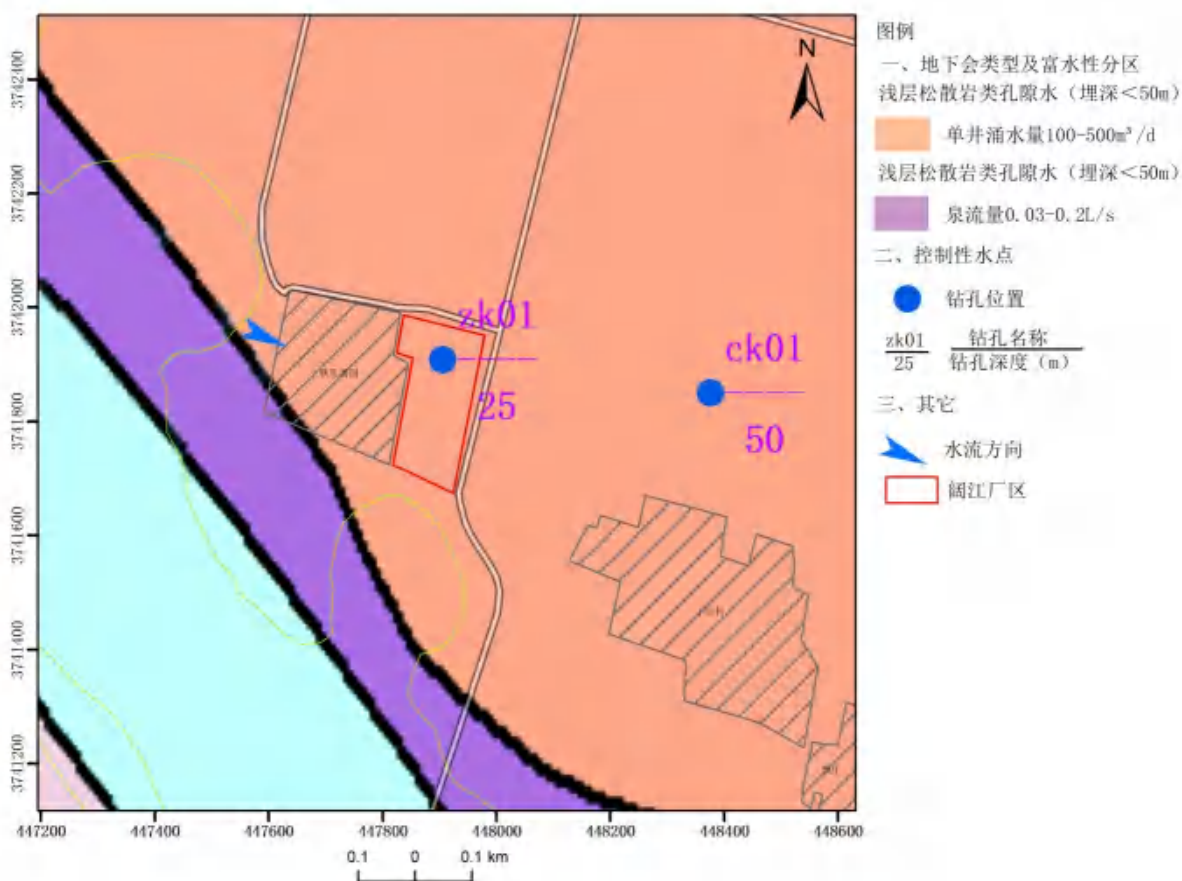 图例
一、地下会类型及富水性分区
浅层松散岩类孔隙水（埋深＜50m）
单井涌水量100-500m³/d
浅层松散岩类孔隙水（埋深＜50m）
泉流量0.03-0.2L/s
二、控制性水点
钻孔位置
zk01 钻孔名称
25 钻孔深度（m）
三、其它
水流方向
阔江厂区
N
zk01
25
ck01
50
3742400
3742200
3742000
3741800
3741600
3741400
3741200
447200 447400 447600 447800 448000 448200 448400 448600
0.1 0 0.1 km